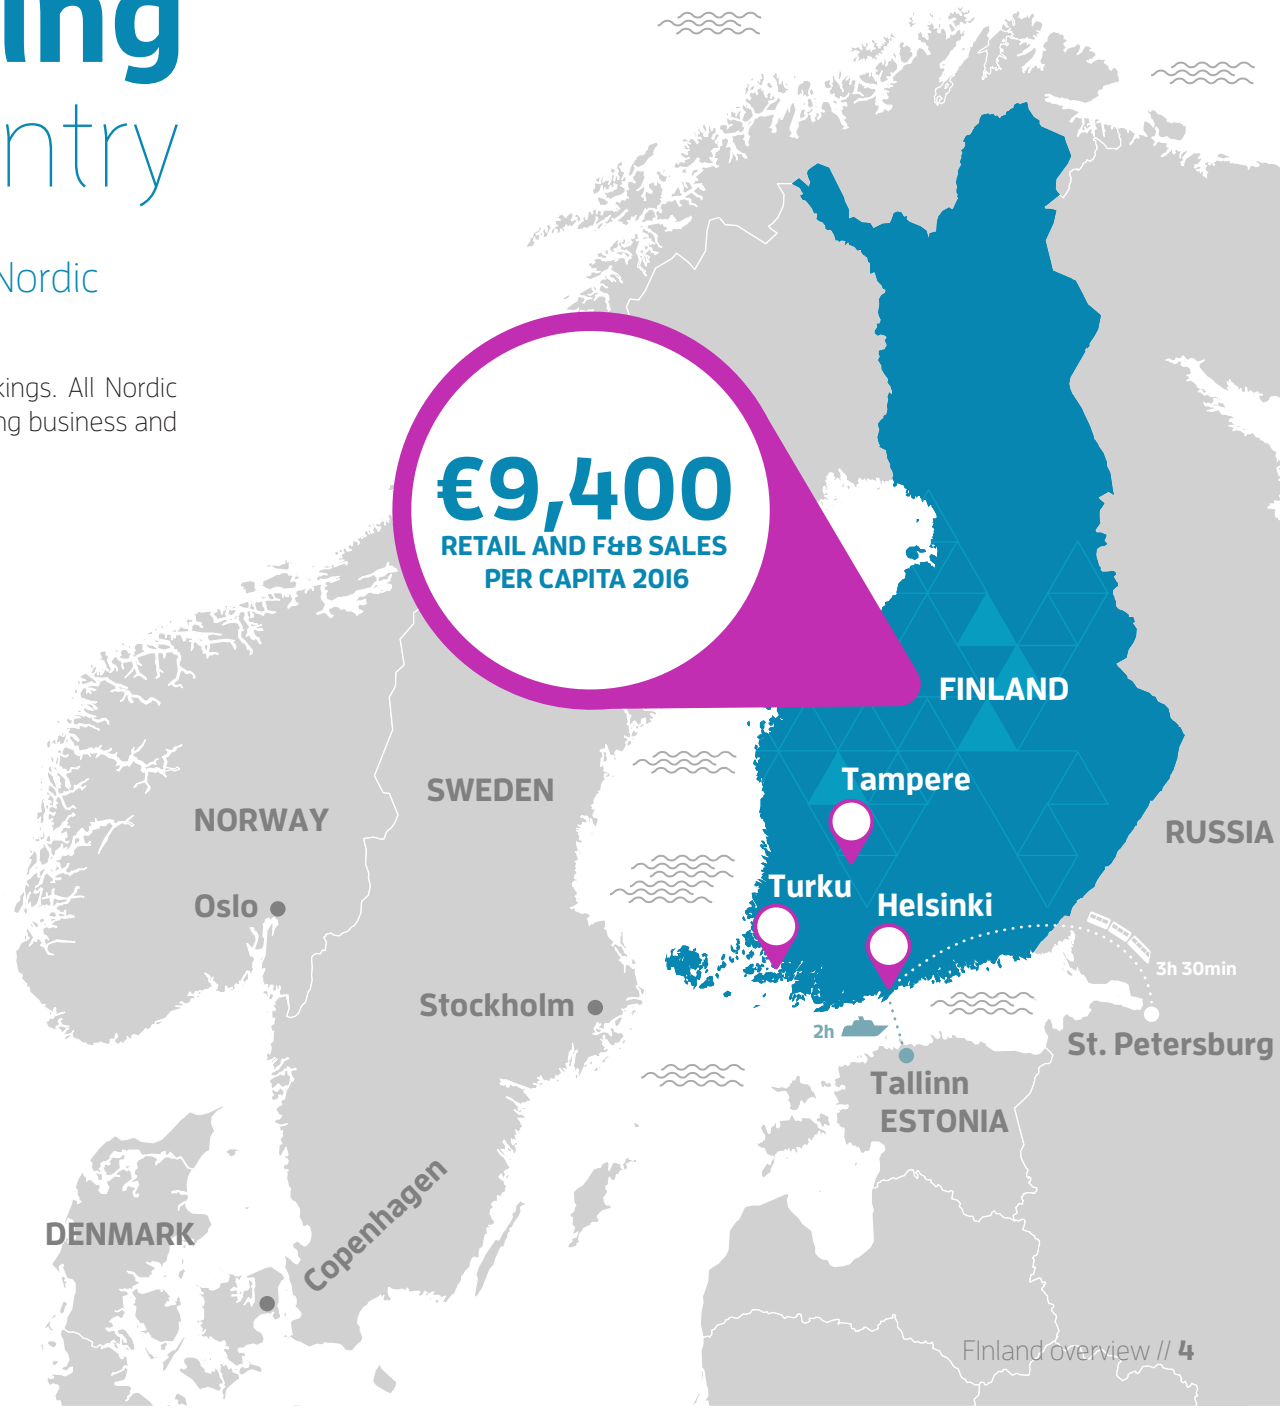 ing
ntry
Nordic
kings. All Nordic
ng business and
€9,400
RETAIL AND F&B SALES
PER CAPITA 2016
FINLAND
Tampere
SWEDEN
NORWAY
RUSSIA
Turku
Helsinki
Oslo
3h 30min
Stockholm
2h
St. Petersburg
Tallinn
ESTONIA
Copenhagen
DENMARK
FInland overview // 4